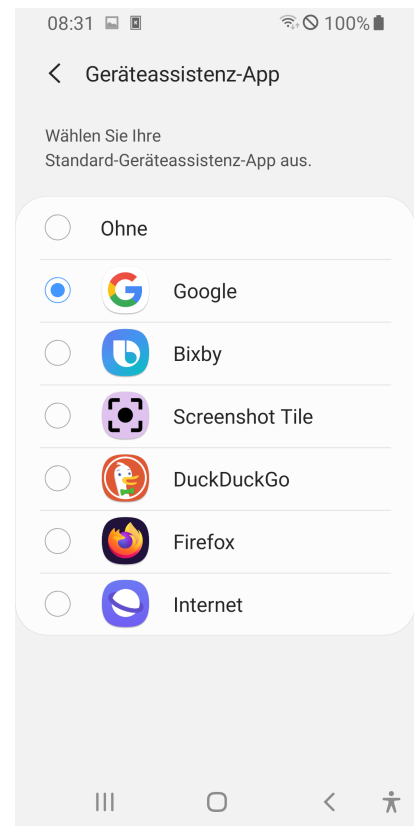 08:31 100%
Geräteassistenz-App
Wählen Sie Ihre
Standard-Geräteassistenz-App aus.
Ohne
Google
Bixby
Screenshot Tile
DuckDuckGo
Firefox
Internet